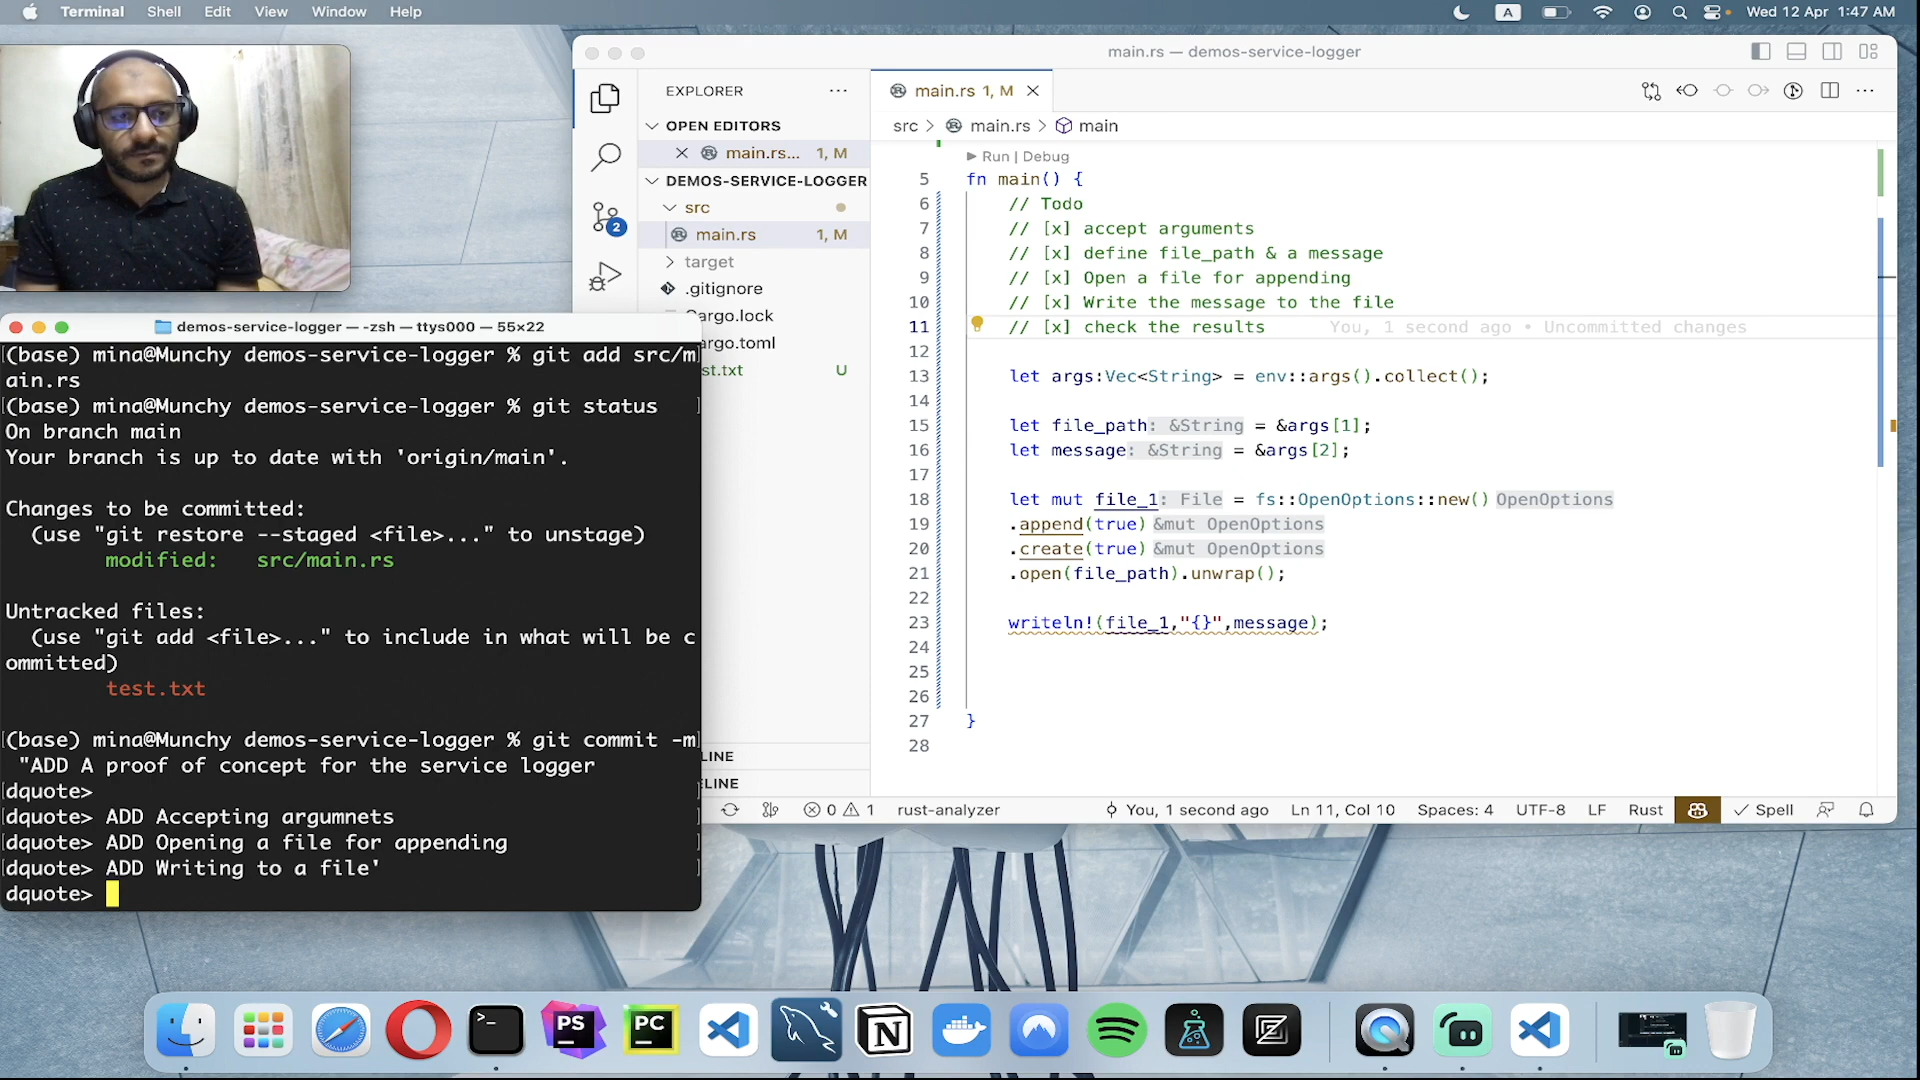 Terminal Shell Edit View Window Help
A Wed 12 Apr 1:47 AM
main.rs — demos-service-logger
EXPLORER
main.rs 1, M
OPEN EDITORS
main.rs... 1, M
DEMOS-SERVICE-LOGGER
src
main.rs 1, M
target
.gitignore
Cargo.lock
argo.toml
st.txt U
LINE
ELINE
2
src > main.rs > main
Run | Debug
5 fn main() {
6 // Todo
7 // [x] accept arguments
8 // [x] define file_path & a message
9 // [x] Open a file for appending
10 // [x] Write the message to the file
11 // [x] check the results You, 1 second ago • Uncommitted changes
12
13 let args:Vec<String> = env::args().collect();
14
15 let file_path: &String = &args[1];
16 let message: &String = &args[2];
17
18 let mut file_1: File = fs::OpenOptions::new() OpenOptions
19 .append(true) &mut OpenOptions
20 .create(true) &mut OpenOptions
21 .open(file_path).unwrap();
22
23 writeln!(file_1,"{}",message);
24
25
26
27 }
28
0 1 rust-analyzer You, 1 second ago Ln 11, Col 10 Spaces: 4 UTF-8 LF Rust Spell
demos-service-logger — -zsh — ttys000 — 55×22
[(base) mina@Munchy demos-service-logger % git add src/m]
ain.rs
[(base) mina@Munchy demos-service-logger % git status ]
On branch main
Your branch is up to date with 'origin/main'.
Changes to be committed:
(use "git restore --staged <file>..." to unstage)
modified: src/main.rs
Untracked files:
(use "git add <file>..." to include in what will be c
ommitted)
test.txt
[(base) mina@Munchy demos-service-logger % git commit -m]
"ADD A proof of concept for the service logger
[dquote> ]
[dquote> ADD Accepting argumnets ]
[dquote> ADD Opening a file for appending ]
[dquote> ADD Writing to a file' ]
dquote>
>_ PS PC N